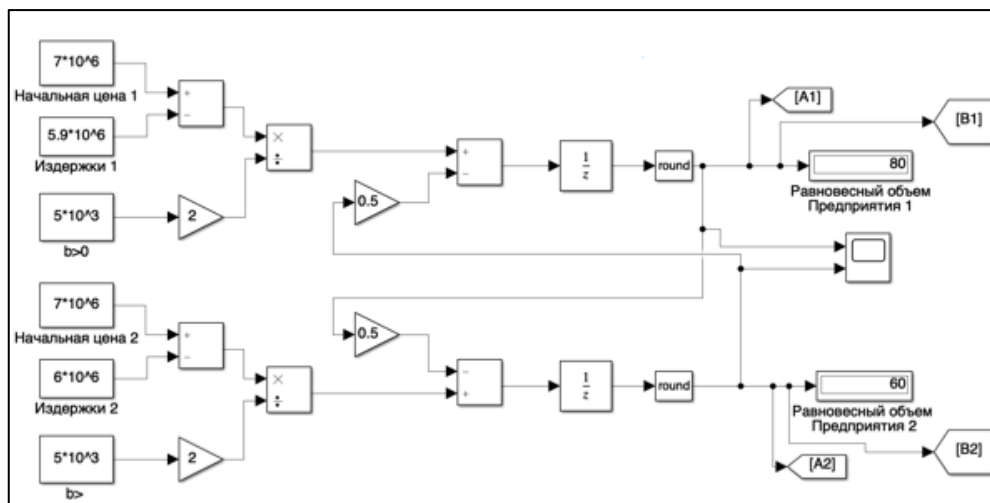 7*10^6
Начальная цена 1
5.9*10^6
Издержки 1
5*10^3
b>0
2
+
−
×
÷
0.5
+
−
1
z
round
[A1]
[B1]
80
Равновесный объем
Предприятия 1
7*10^6
Начальная цена 2
6*10^6
Издержки 2
5*10^3
b>
2
+
−
×
÷
0.5
−
+
1
z
round
60
Равновесный объем
Предприятия 2
[A2]
[B2]